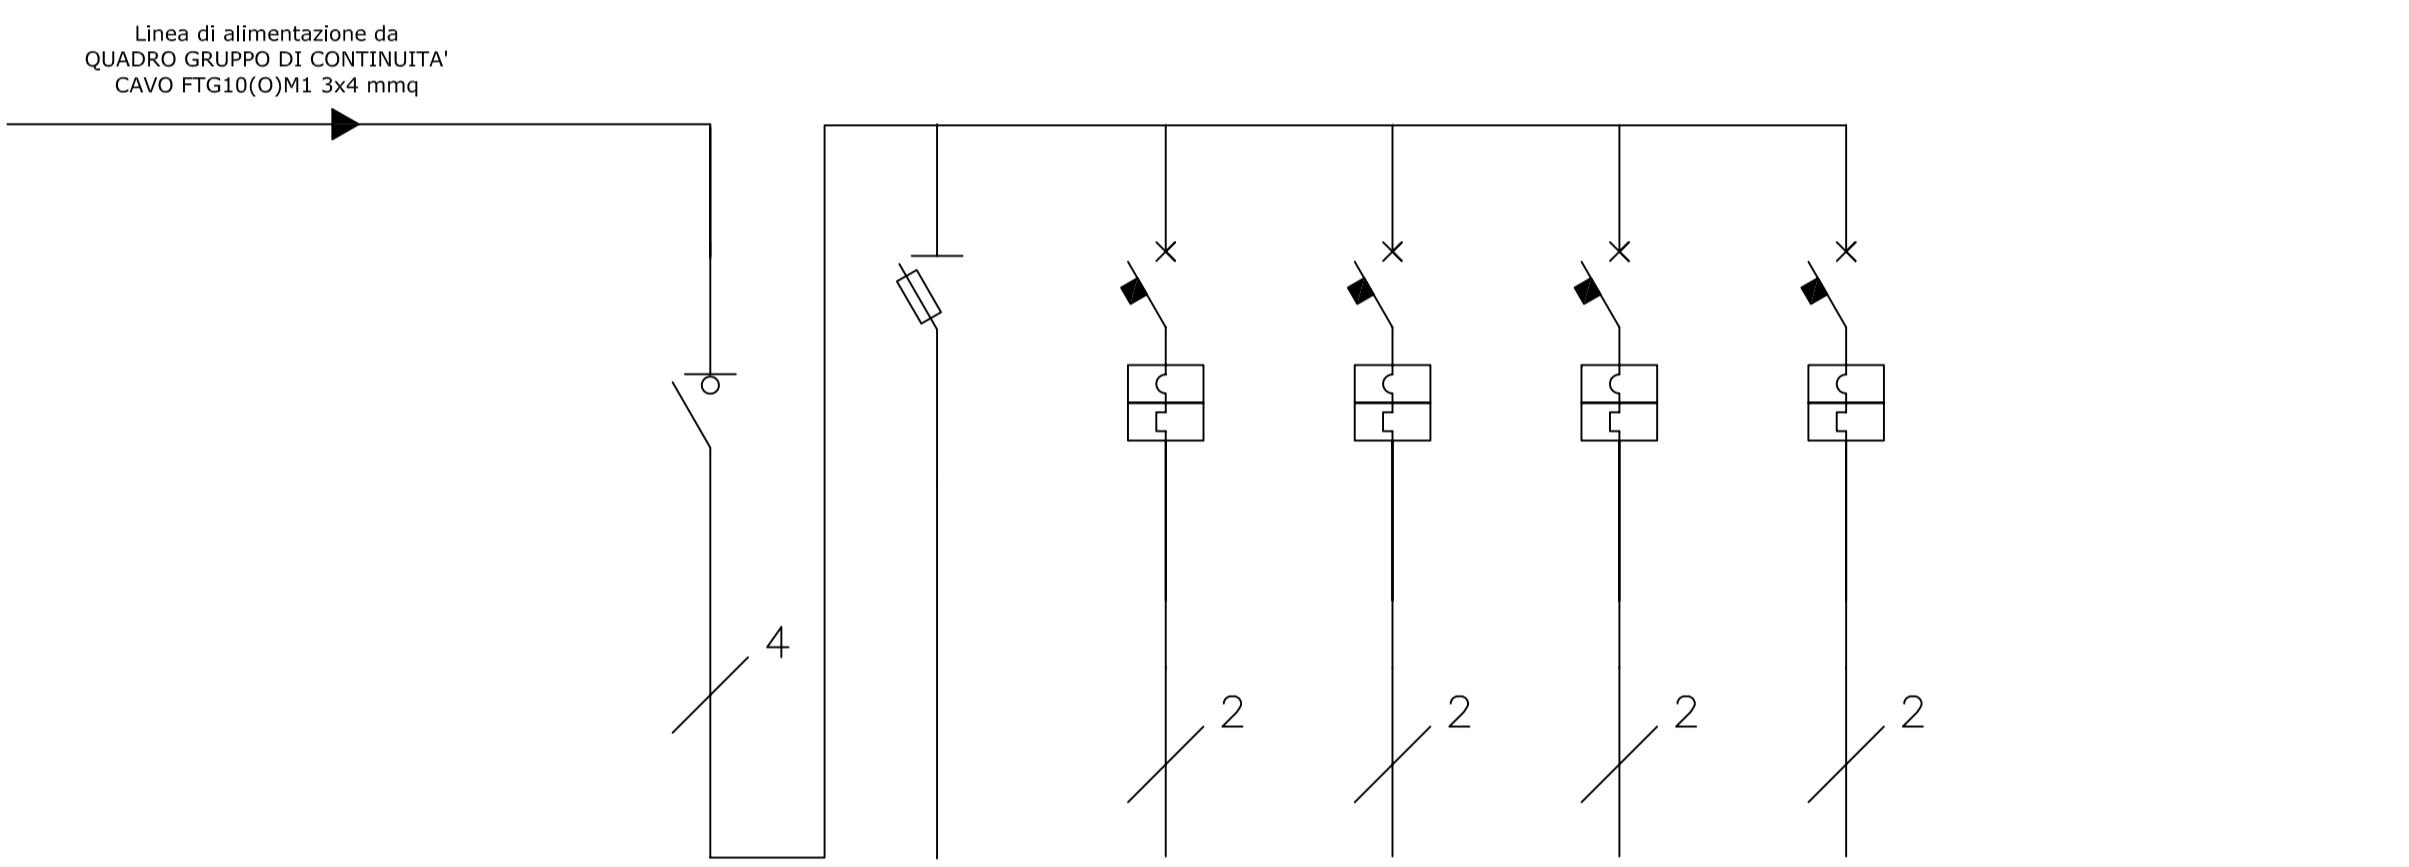 Linea di alimentazione da
QUADRO GRUPPO DI CONTINUITA'
CAVO FTG10(O)M1 3x4 mmq
4
2 2 2 2